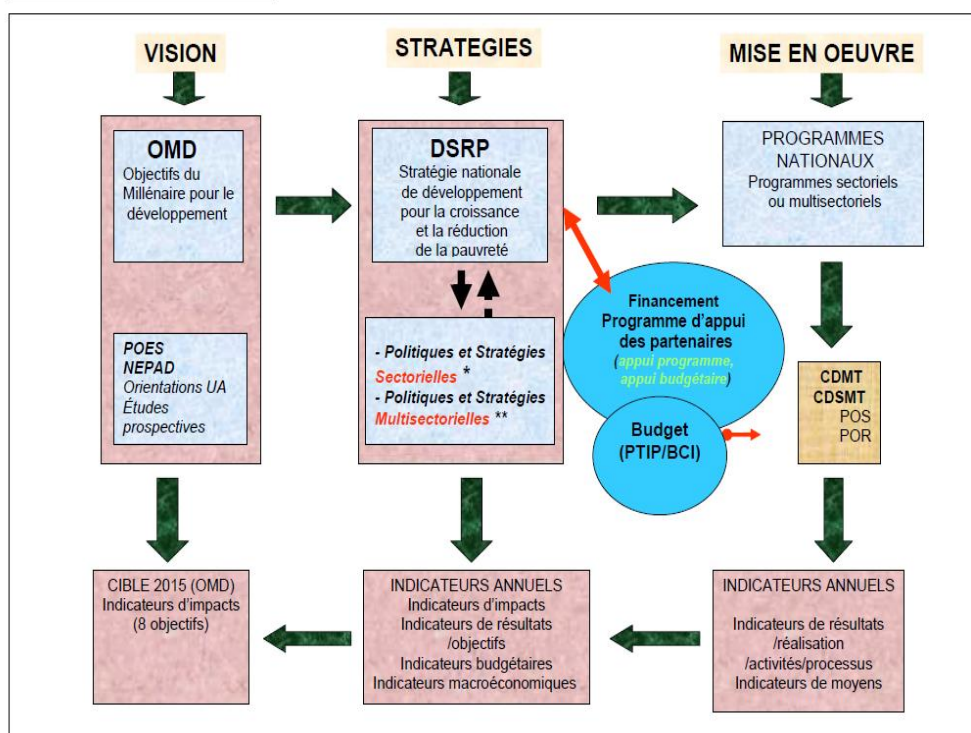 VISION
STRATEGIES
MISE EN OEUVRE
OMD
Objectifs du
Millénaire pour le
développement
POES
NEPAD
Orientations UA
Études
prospectives
DSRP
Stratégie nationale
de développement
pour la croissance
et la réduction
de la pauvreté
- Politiques et Stratégies
Sectorielles *
- Politiques et Stratégies
Multisectorielles **
PROGRAMMES
NATIONAUX
Programmes sectoriels
ou multisectoriels
Financement
Programme d'appui
des partenaires
(appui programme,
appui budgétaire)
Budget
(PTIP/BCI)
CDMT
CDSMT
POS
POR
CIBLE 2015 (OMD)
Indicateurs d'impacts
(8 objectifs)
INDICATEURS ANNUELS
Indicateurs d'impacts
Indicateurs de résultats
/objectifs
Indicateurs budgétaires
Indicateurs macroéconomiques
INDICATEURS ANNUELS
Indicateurs de résultats
/réalisation
/activités/processus
Indicateurs de moyens